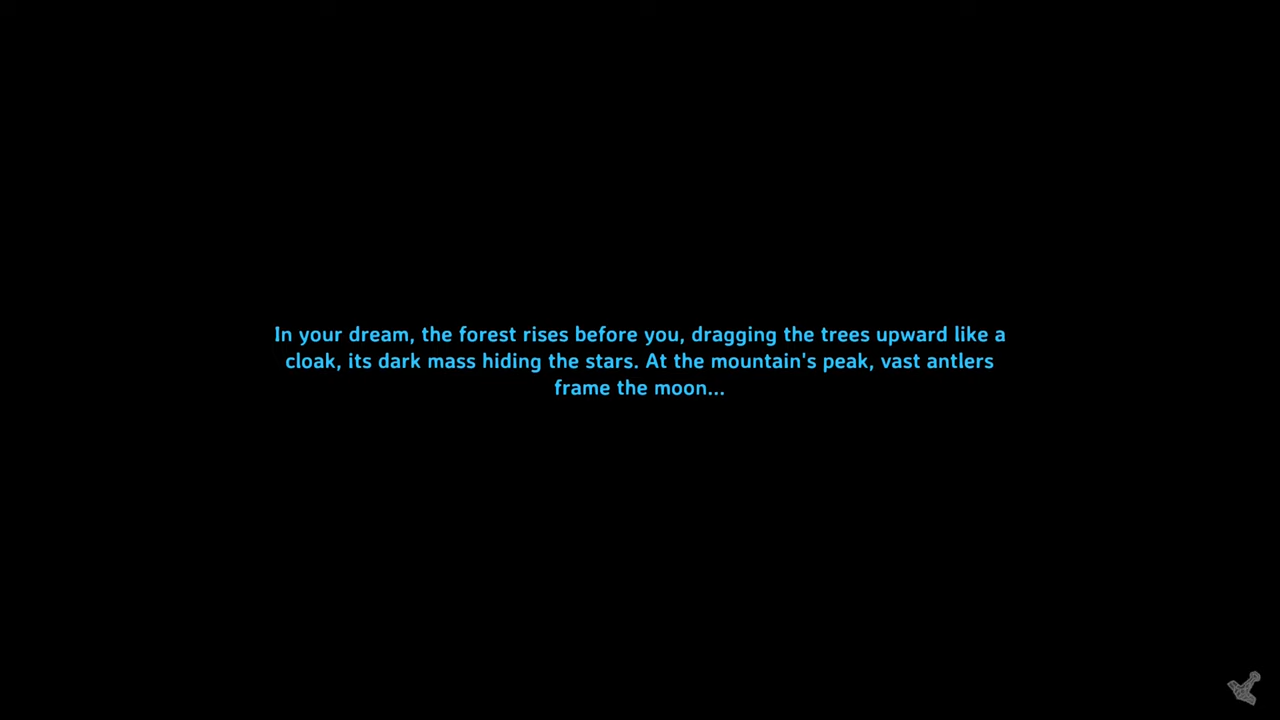 In your dream, the forest rises before you, dragging the trees upward like a
cloak, its dark mass hiding the stars. At the mountain's peak, vast antlers
frame the moon...